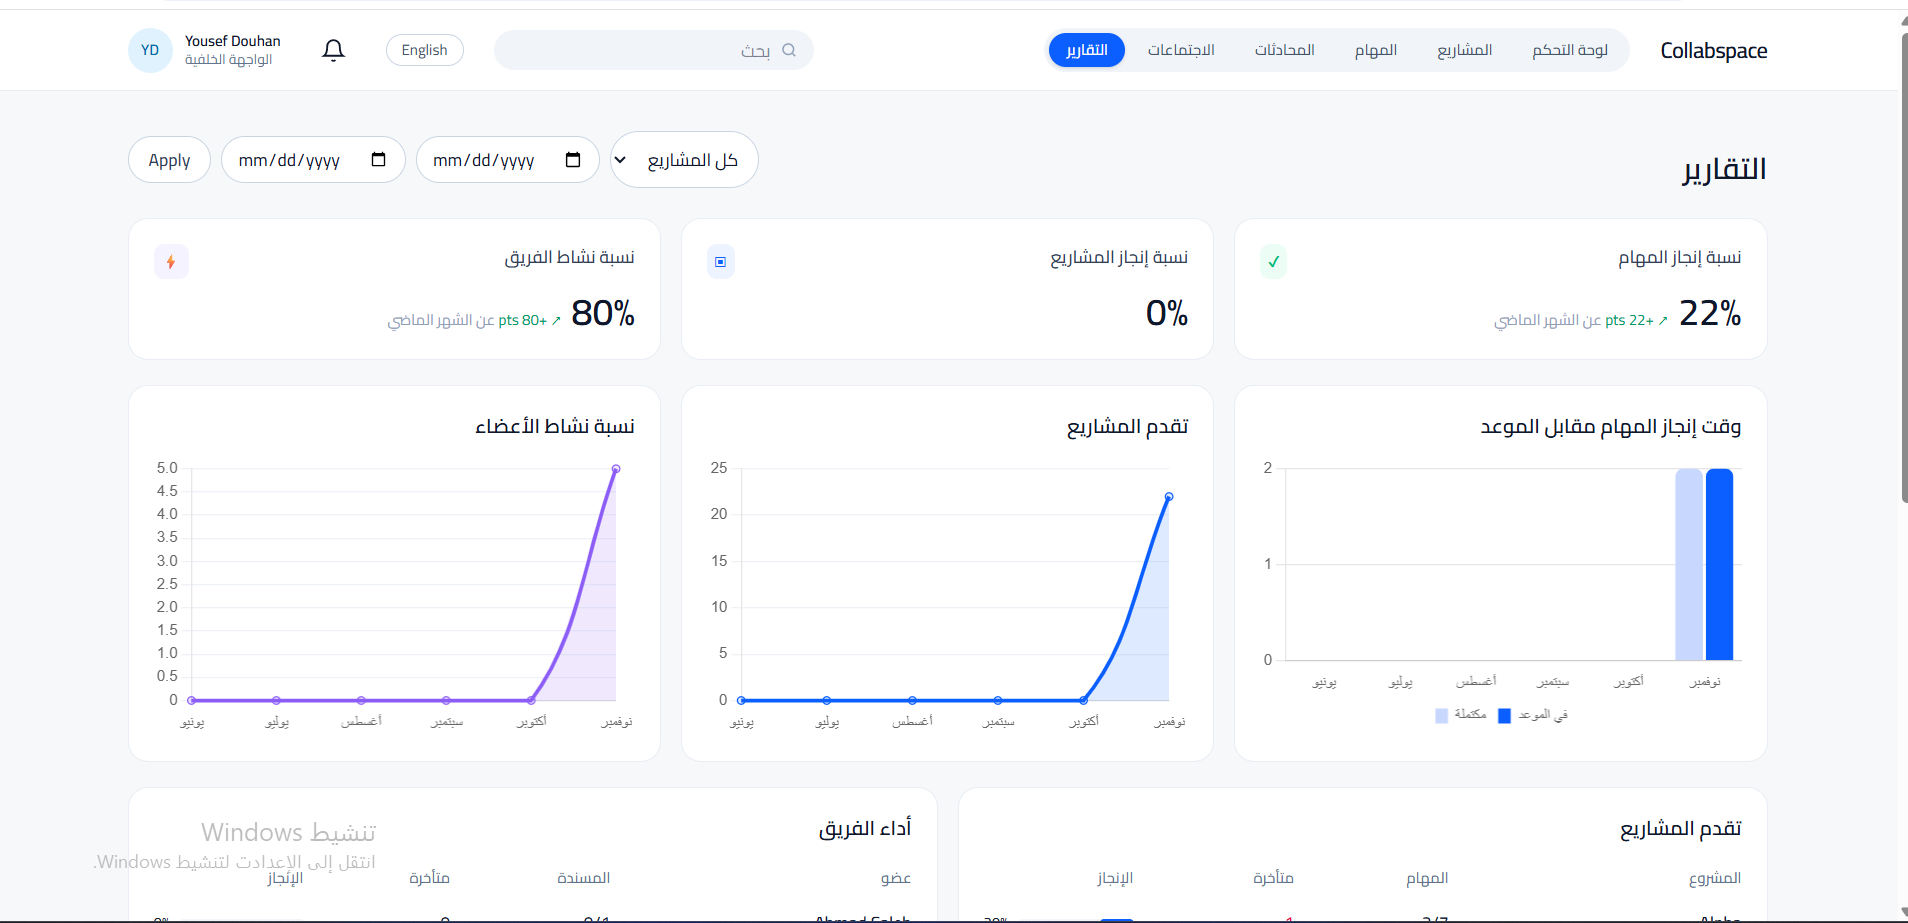 Collabspace
لوحة التحكم
المشاريع
المهام
المحادثات
الاجتماعات
التقارير
بحث
English
Yousef Douhan
الواجهة الخلفية
YD
التقارير
كل المشاريع
mm/dd/yyyy
mm/dd/yyyy
Apply
نسبة إنجاز المهام
22%
↗ +22 pts عن الشهر الماضي
نسبة إنجاز المشاريع
0%
نسبة نشاط الفريق
80%
↗ +80 pts عن الشهر الماضي
وقت إنجاز المهام مقابل الموعد
2
1
0
يونيو
يوليو
أغسطس
سبتمبر
أكتوبر
نوفمبر
في الموعد
مكتملة
تقدم المشاريع
25
20
15
10
5
0
يونيو
يوليو
أغسطس
سبتمبر
أكتوبر
نوفمبر
نسبة نشاط الأعضاء
5.0
4.5
4.0
3.5
3.0
2.5
2.0
1.5
1.0
0.5
0
يونيو
يوليو
أغسطس
سبتمبر
أكتوبر
نوفمبر
تقدم المشاريع
المشروع
المهام
متأخرة
الإنجاز
أداء الفريق
عضو
المسندة
متأخرة
الإنجاز
تنشيط Windows
انتقل إلى الإعدادت لتنشيط Windows.